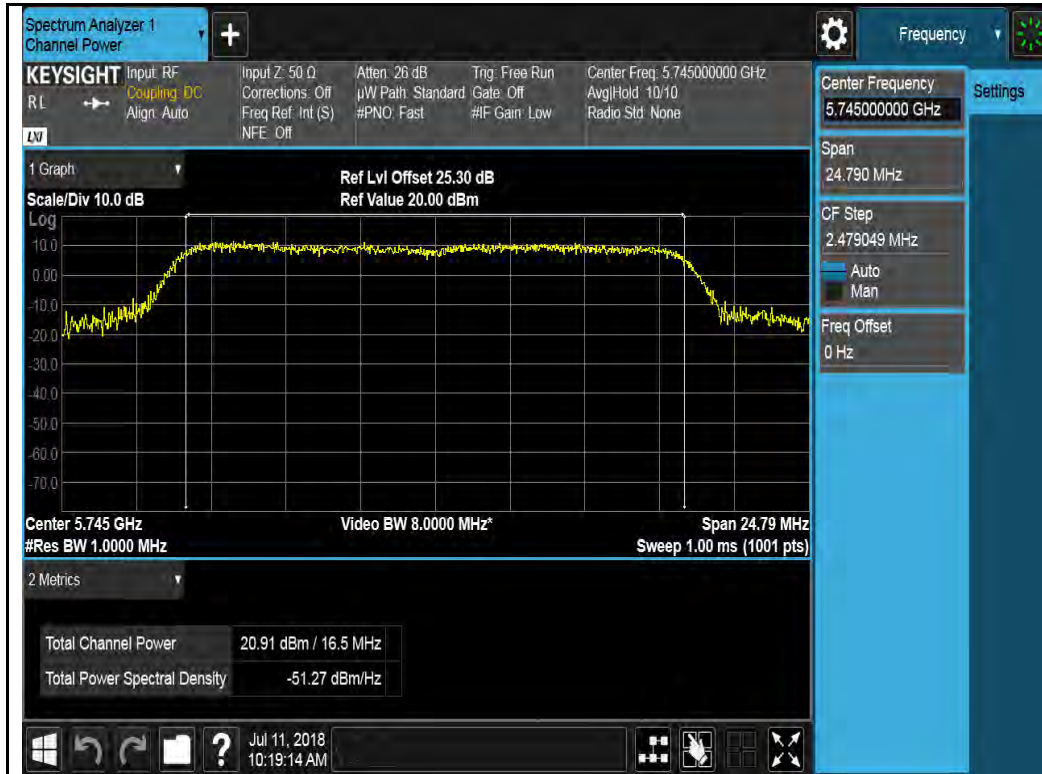 Spectrum Analyzer 1
Channel Power
+
Frequency
KEYSIGHT
RL
LXI
Input: RF
Coupling: DC
Align: Auto
Input Z: 50 Ω
Corrections: Off
Freq Ref: Int (S)
NFE: Off
Atten: 26 dB
µW Path: Standard
#PNO: Fast
Trig: Free Run
Gate: Off
#IF Gain: Low
Center Freq: 5.745000000 GHz
Avg|Hold: 10/10
Radio Std: None
Center Frequency
5.745000000 GHz
Settings
Span
24.790 MHz
CF Step
2.479049 MHz
Auto
Man
Freq Offset
0 Hz
1 Graph
Scale/Div 10.0 dB
Ref Lvl Offset 25.30 dB
Ref Value 20.00 dBm
Log
10.0
0.00
-10.0
-20.0
-30.0
-40.0
-50.0
-60.0
-70.0
Center 5.745 GHz
Video BW 8.0000 MHz*
Span 24.79 MHz
#Res BW 1.0000 MHz
Sweep 1.00 ms (1001 pts)
2 Metrics
Total Channel Power 20.91 dBm / 16.5 MHz
Total Power Spectral Density -51.27 dBm/Hz
?
Jul 11, 2018
10:19:14 AM